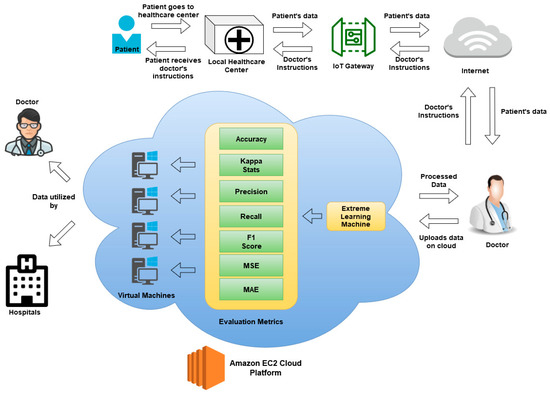 Patient goes to
healthcare center
Patient
Patient receives
doctor's
instructions
Local Healthcare
Center
Patient's data
Doctor's
Instructions
IoT Gateway
Patient's data
Doctor's
Instructions
Internet
Doctor's
Instructions
Patient's data
Doctor
Data utilized
by
Hospitals
Accuracy
Kappa
Stats
Precision
Recall
F1
Score
MSE
MAE
Evaluation Metrics
Virtual Machines
Extreme
Learning
Machine
Processed
Data
Uploads data
on cloud
Doctor
Amazon EC2 Cloud
Platform